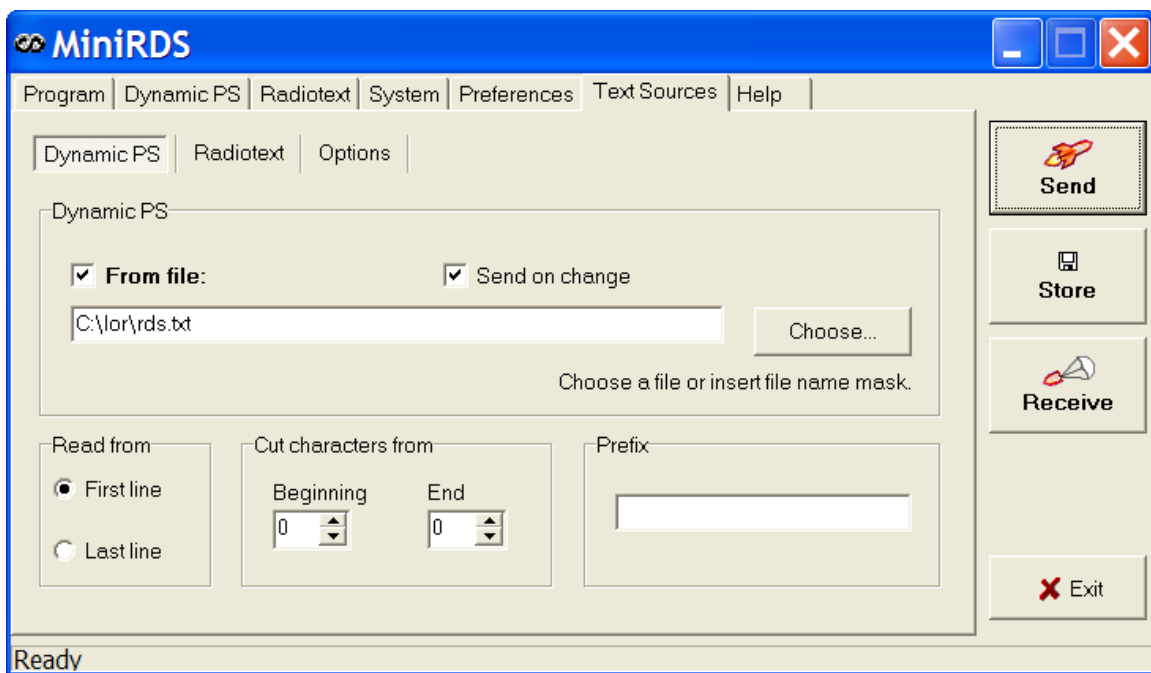 MiniRDS
Program Dynamic PS Radiotext System Preferences Text Sources Help
Dynamic PS Radiotext Options
Dynamic PS
From file: Send on change
C:\lor\rds.txt
Choose...
Choose a file or insert file name mask.
Read from
First line
Last line
Cut characters from
Beginning End
0 0
Prefix
Send
Store
Receive
Exit
Ready